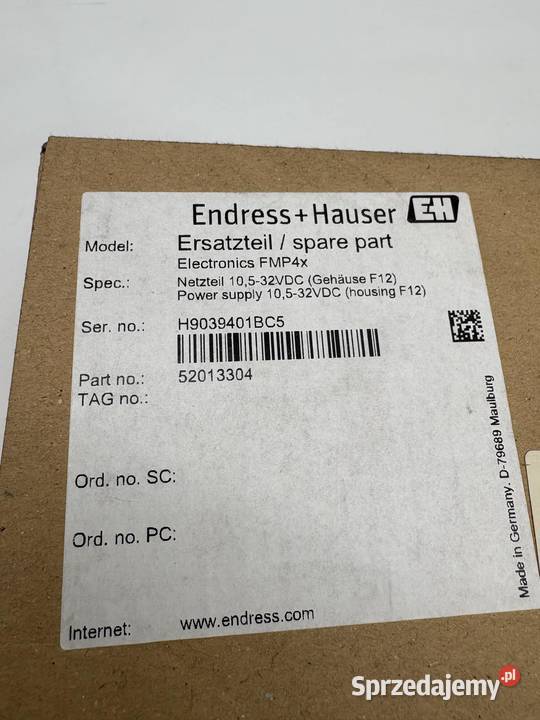 Endress+Hauser EH
Model: Ersatzteil / spare part
Electronics FMP4x
Spec.: Netzteil 10,5-32VDC (Gehäuse F12)
Power supply 10,5-32VDC (housing F12)
Ser. no.: H9039401BC5
Part no.: 52013304
TAG no.:
Ord. no. SC:
Ord. no. PC:
Internet: www.endress.com
Made in Germany. D-79689 Maulburg
Sprzedajemy.pl